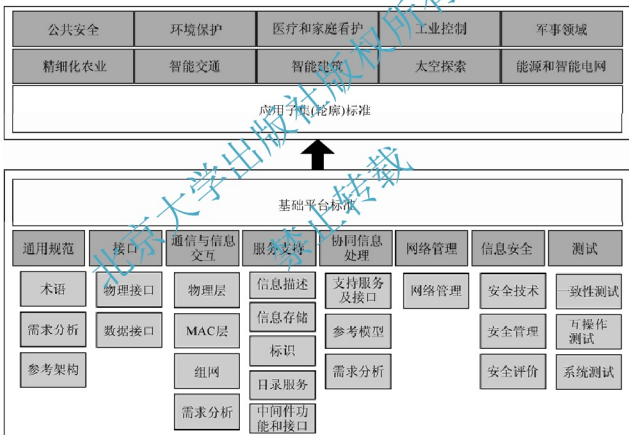 公共安全
环境保护
医疗和家庭看护
工业控制
军事领域
精细化农业
智能交通
智能建筑
太空探索
能源和智能电网
应用子集(轮廓)标准
基础平台标准
通用规范
接口
通信与信息
交互
服务支持
协同信息
处理
网络管理
信息安全
测试
术语
需求分析
参考架构
物理接口
数据接口
物理层
MAC层
组网
需求分析
信息描述
信息存储
标识
目录服务
中间件功
能和接口
支持服务
及接口
参考模型
需求分析
网络管理
安全技术
安全管理
安全评价
一致性测试
互操作
测试
系统测试
北京大学出版社版权所有
禁止转载